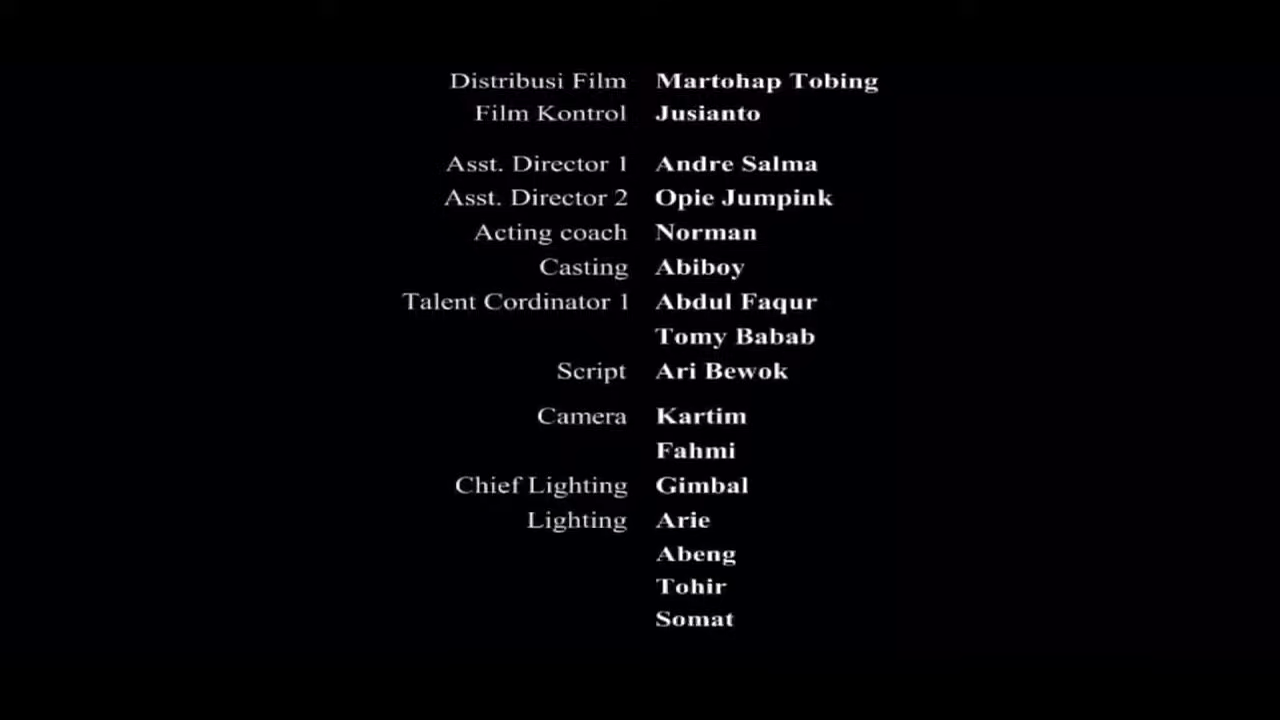 Distribusi Film Martohap Tobing
Film Kontrol Jusianto
Asst. Director 1 Andre Salma
Asst. Director 2 Opie Jumpink
Acting coach Norman
Casting Abiboy
Talent Cordinator 1 Abdul Faqur
Tomy Babab
Script Ari Bewok
Camera Kartim
Fahmi
Chief Lighting Gimbal
Lighting Arie
Abeng
Tohir
Somat